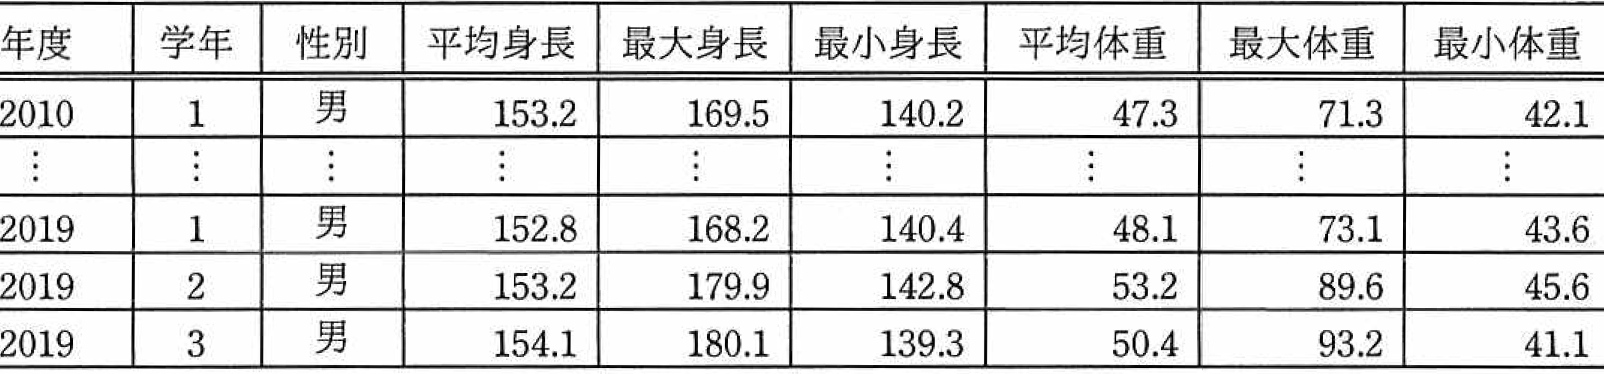 年度 学年 性別 平均身長 最大身長 最小身長 平均体重 最大体重 最小体重
2010 1 男 153.2 169.5 140.2 47.3 71.3 42.1
⋮ ⋮ ⋮ ⋮ ⋮ ⋮ ⋮ ⋮ ⋮
2019 1 男 152.8 168.2 140.4 48.1 73.1 43.6
2019 2 男 153.2 179.9 142.8 53.2 89.6 45.6
2019 3 男 154.1 180.1 139.3 50.4 93.2 41.1